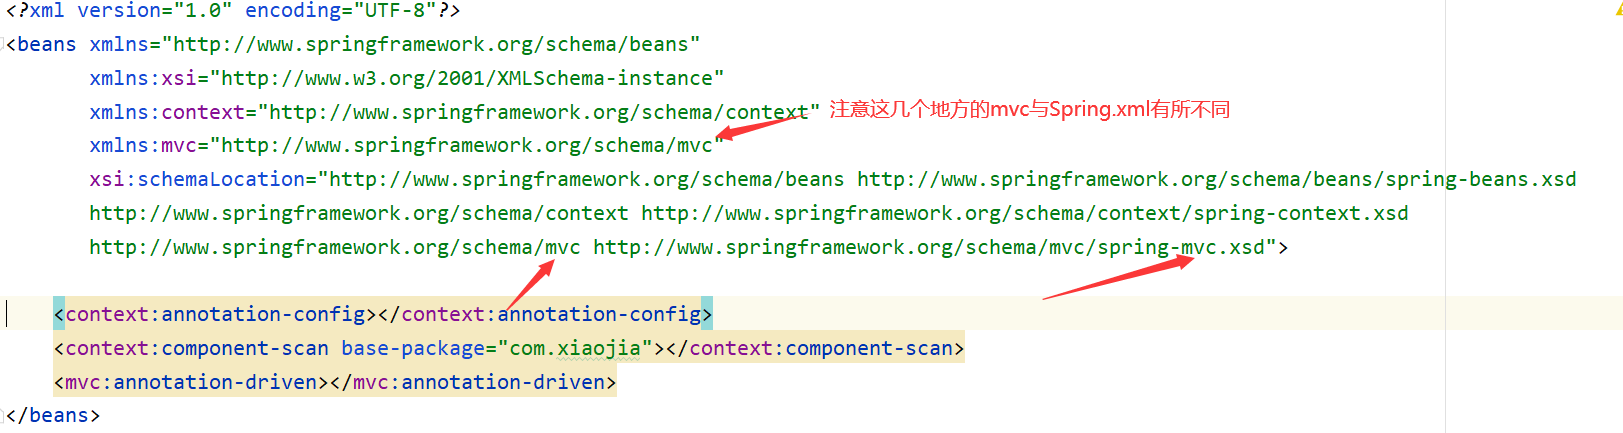 <?xml version="1.0" encoding="UTF-8"?>
<beans xmlns="http://www.springframework.org/schema/beans"
xmlns:xsi="http://www.w3.org/2001/XMLSchema-instance"
xmlns:context="http://www.springframework.org/schema/context" 注意这几个地方的mvc与Spring.xml有所不同
xmlns:mvc="http://www.springframework.org/schema/mvc"
xsi:schemaLocation="http://www.springframework.org/schema/beans http://www.springframework.org/schema/beans/spring-beans.xsd
http://www.springframework.org/schema/context http://www.springframework.org/schema/context/spring-context.xsd
http://www.springframework.org/schema/mvc http://www.springframework.org/schema/mvc/spring-mvc.xsd">
<context:annotation-config></context:annotation-config>
<context:component-scan base-package="com.xiaojia"></context:component-scan>
<mvc:annotation-driven></mvc:annotation-driven>
</beans>